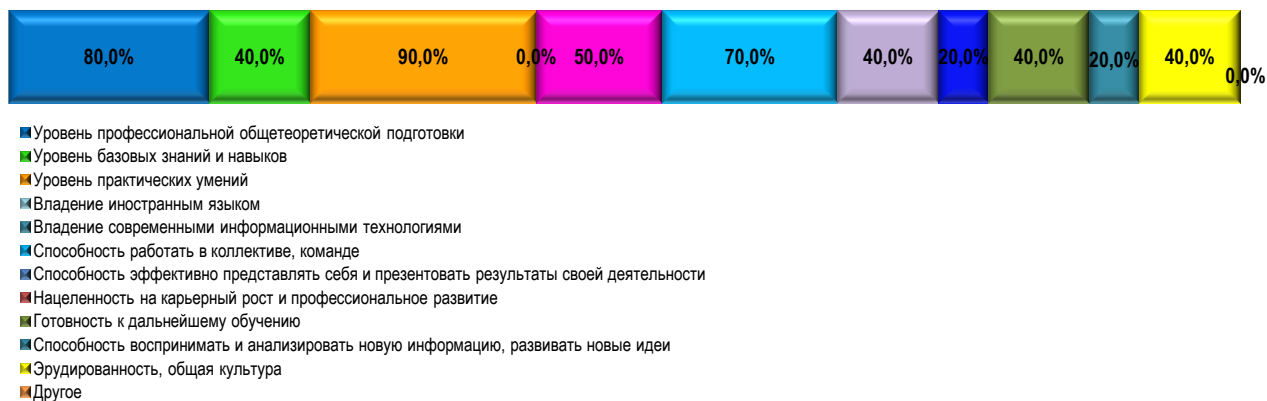 80,0% 40,0% 90,0% 0,0% 50,0% 70,0% 40,0% 20,0% 40,0% 20,0% 40,0% 0,0%
Уровень профессиональной общетеоретической подготовки
Уровень базовых знаний и навыков
Уровень практических умений
Владение иностранным языком
Владение современными информационными технологиями
Способность работать в коллективе, команде
Способность эффективно представлять себя и презентовать результаты своей деятельности
Нацеленность на карьерный рост и профессиональное развитие
Готовность к дальнейшему обучению
Способность воспринимать и анализировать новую информацию, развивать новые идеи
Эрудированность, общая культура
Другое